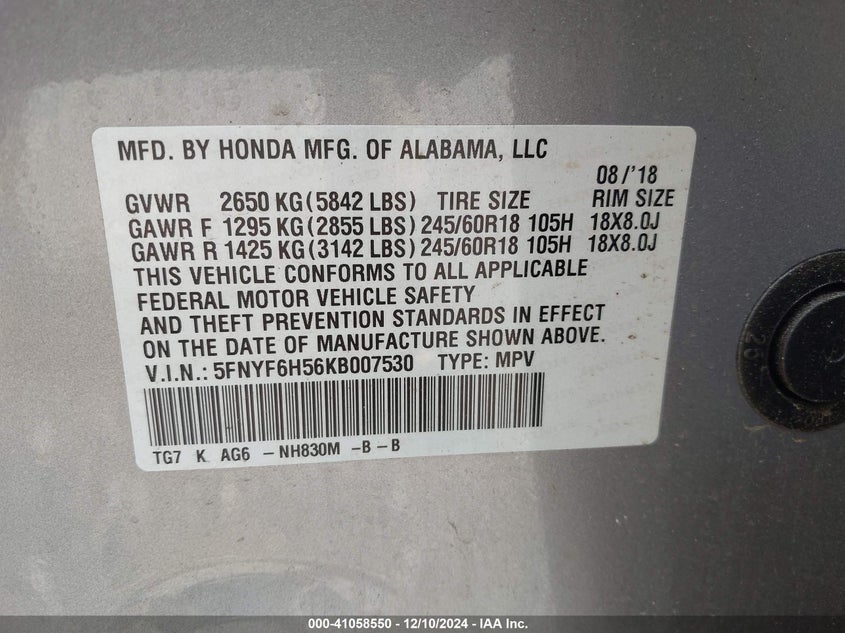 MFD. BY HONDA MFG. OF ALABAMA, LLC
08/'18
GVWR 2650 KG (5842 LBS) TIRE SIZE RIM SIZE
GAWR F 1295 KG (2855 LBS) 245/60R18 105H 18X8.0J
GAWR R 1425 KG (3142 LBS) 245/60R18 105H 18X8.0J
THIS VEHICLE CONFORMS TO ALL APPLICABLE
FEDERAL MOTOR VEHICLE SAFETY
AND THEFT PREVENTION STANDARDS IN EFFECT
ON THE DATE OF MANUFACTURE SHOWN ABOVE.
V.I.N.: 5FNYF6H56KB007530 TYPE: MPV
TG7 K AG6 -NH830M -B-B
26
000-41058550 - 12/10/2024 - IAA Inc.